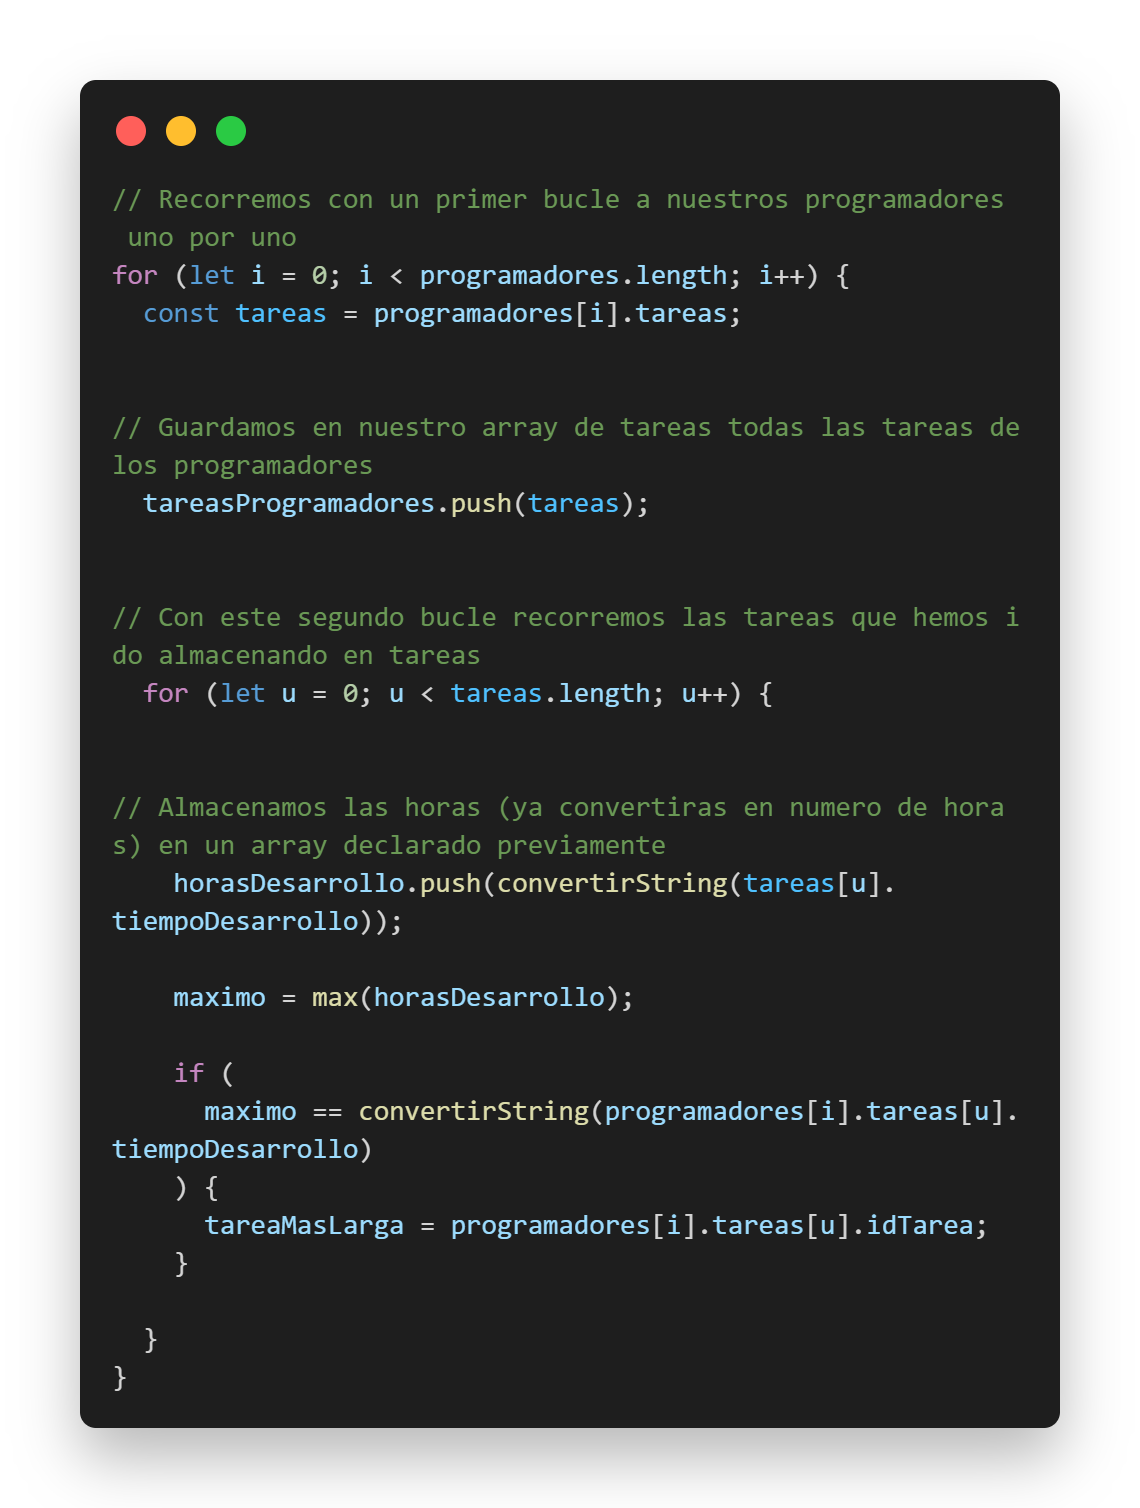 // Recorremos con un primer bucle a nuestros programadores
 uno por uno
for (let i = 0; i < programadores.length; i++) {
  const tareas = programadores[i].tareas;
// Guardamos en nuestro array de tareas todas las tareas de
los programadores
  tareasProgramadores.push(tareas);
// Con este segundo bucle recorremos las tareas que hemos i
do almacenando en tareas
  for (let u = 0; u < tareas.length; u++) {
// Almacenamos las horas (ya convertiras en numero de hora
s) en un array declarado previamente
    horasDesarrollo.push(convertirString(tareas[u].
tiempoDesarrollo));
    maximo = max(horasDesarrollo);
    if (
      maximo == convertirString(programadores[i].tareas[u].
tiempoDesarrollo)
    ) {
      tareaMasLarga = programadores[i].tareas[u].idTarea;
    }
  }
}